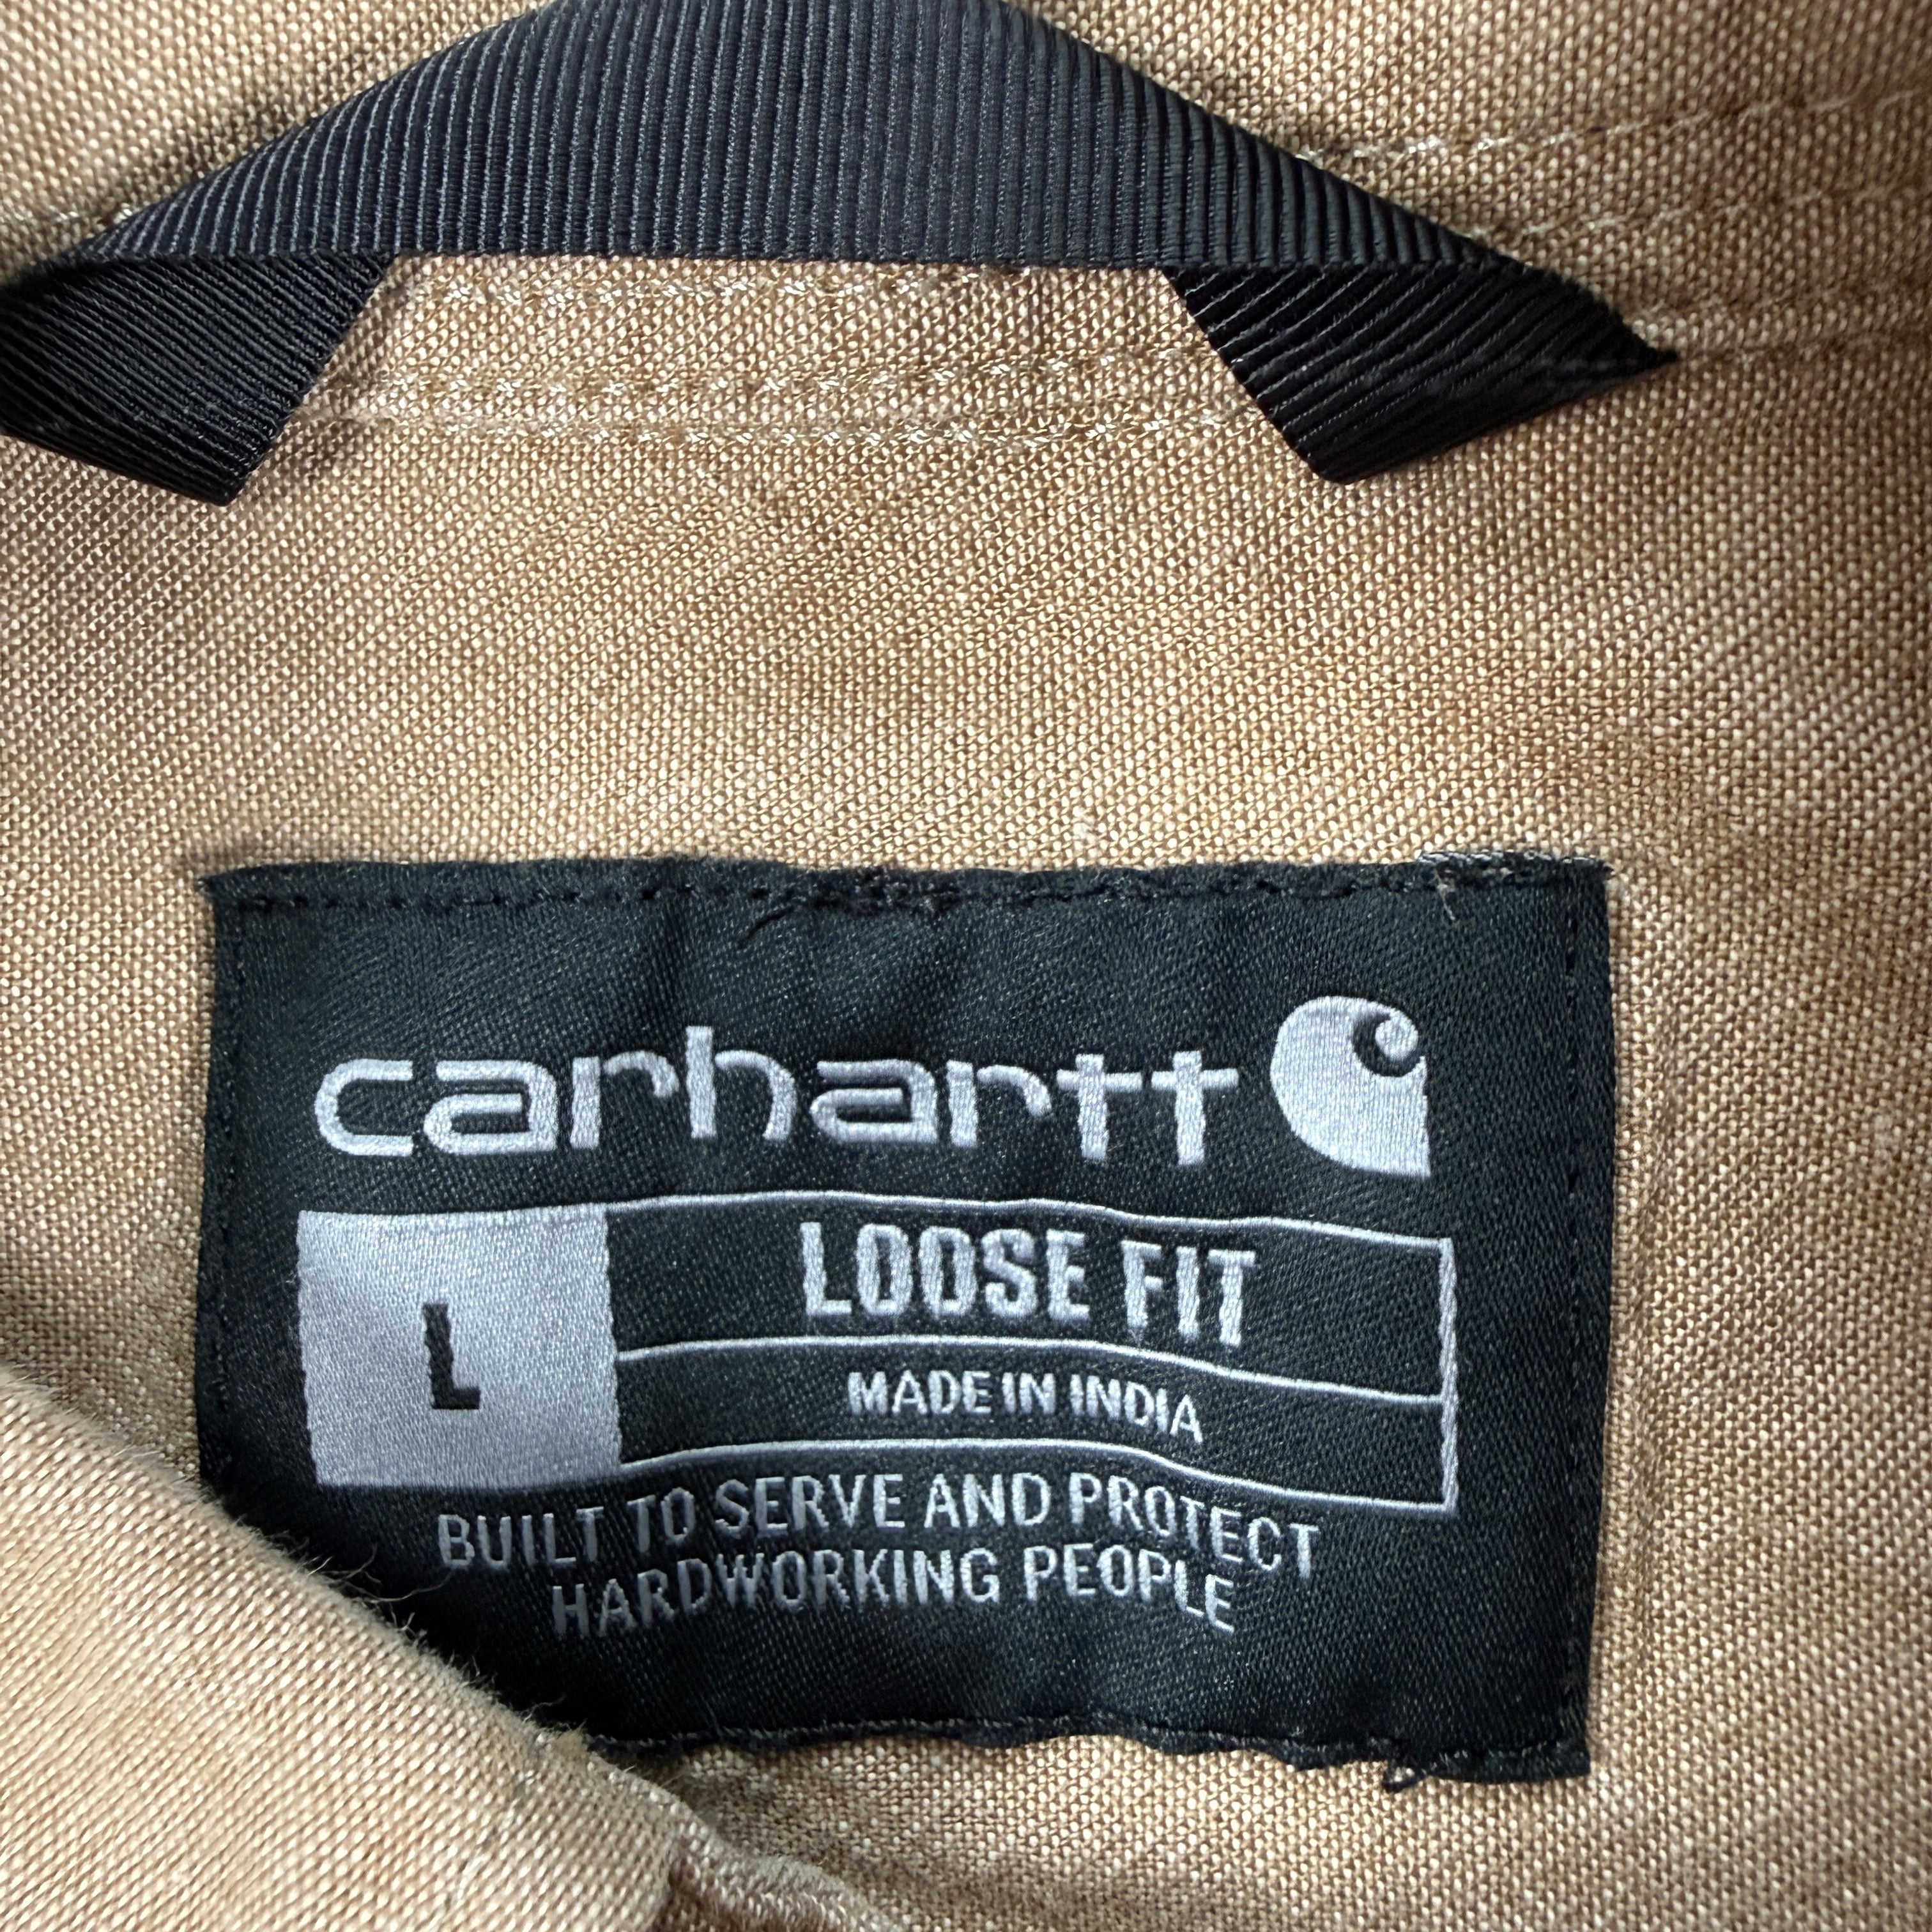 carhartt
L
LOOSE FIT
MADE IN INDIA
BUILT TO SERVE AND PROTECT
HARDWORKING PEOPLE